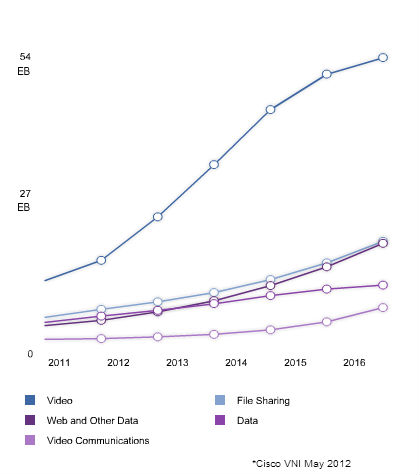 54
EB
27
EB
0
2011 2012 2013 2014 2015 2016
Video File Sharing
Web and Other Data Data
Video Communications
*Cisco VNI May 2012